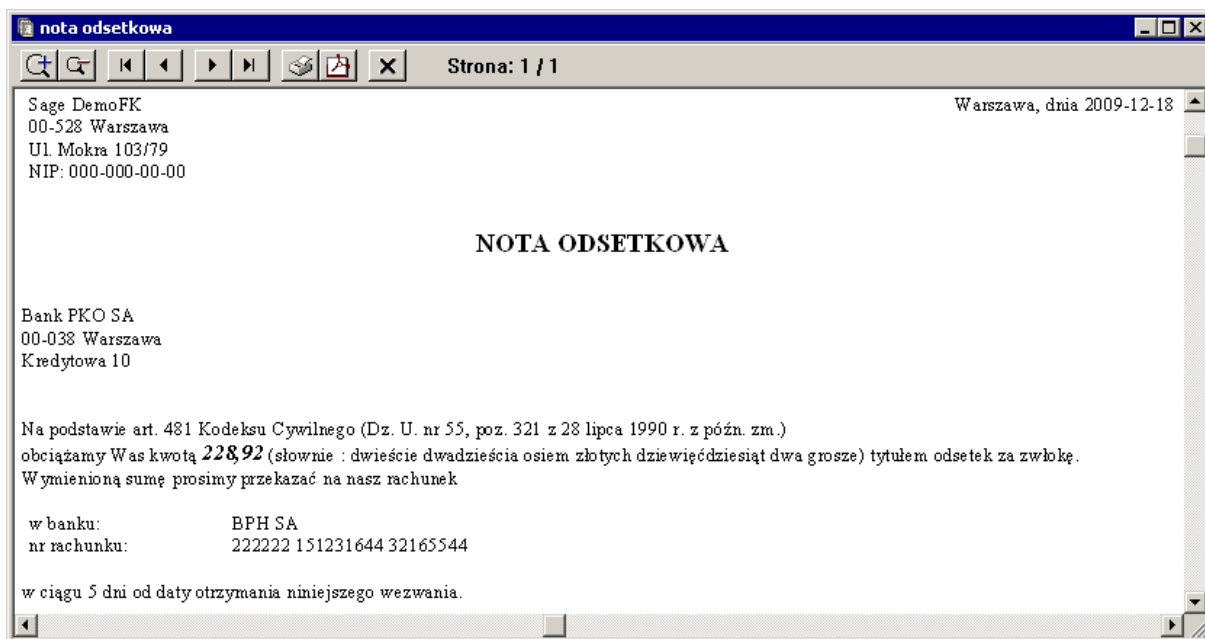 nota odsetkowa
Strona: 1 / 1
Sage DemoFK
Warszawa, dnia 2009-12-18
00-528 Warszawa
Ul. Mokra 103/79
NIP: 000-000-00-00
NOTA ODSETKOWA
Bank PKO SA
00-038 Warszawa
Kredytowa 10
Na podstawie art. 481 Kodeksu Cywilnego (Dz. U. nr 55, poz. 321 z 28 lipca 1990 r. z późn. zm.)
obciążamy Was kwotą 228,92 (słownie : dwieście dwadzieścia osiem złotych dziewięćdziesiąt dwa grosze) tytułem odsetek za zwłokę.
Wymienioną sumę prosimy przekazać na nasz rachunek
w banku: BPH SA
nr rachunku: 222222 151231644 32165544
w ciągu 5 dni od daty otrzymania niniejszego wezwania.